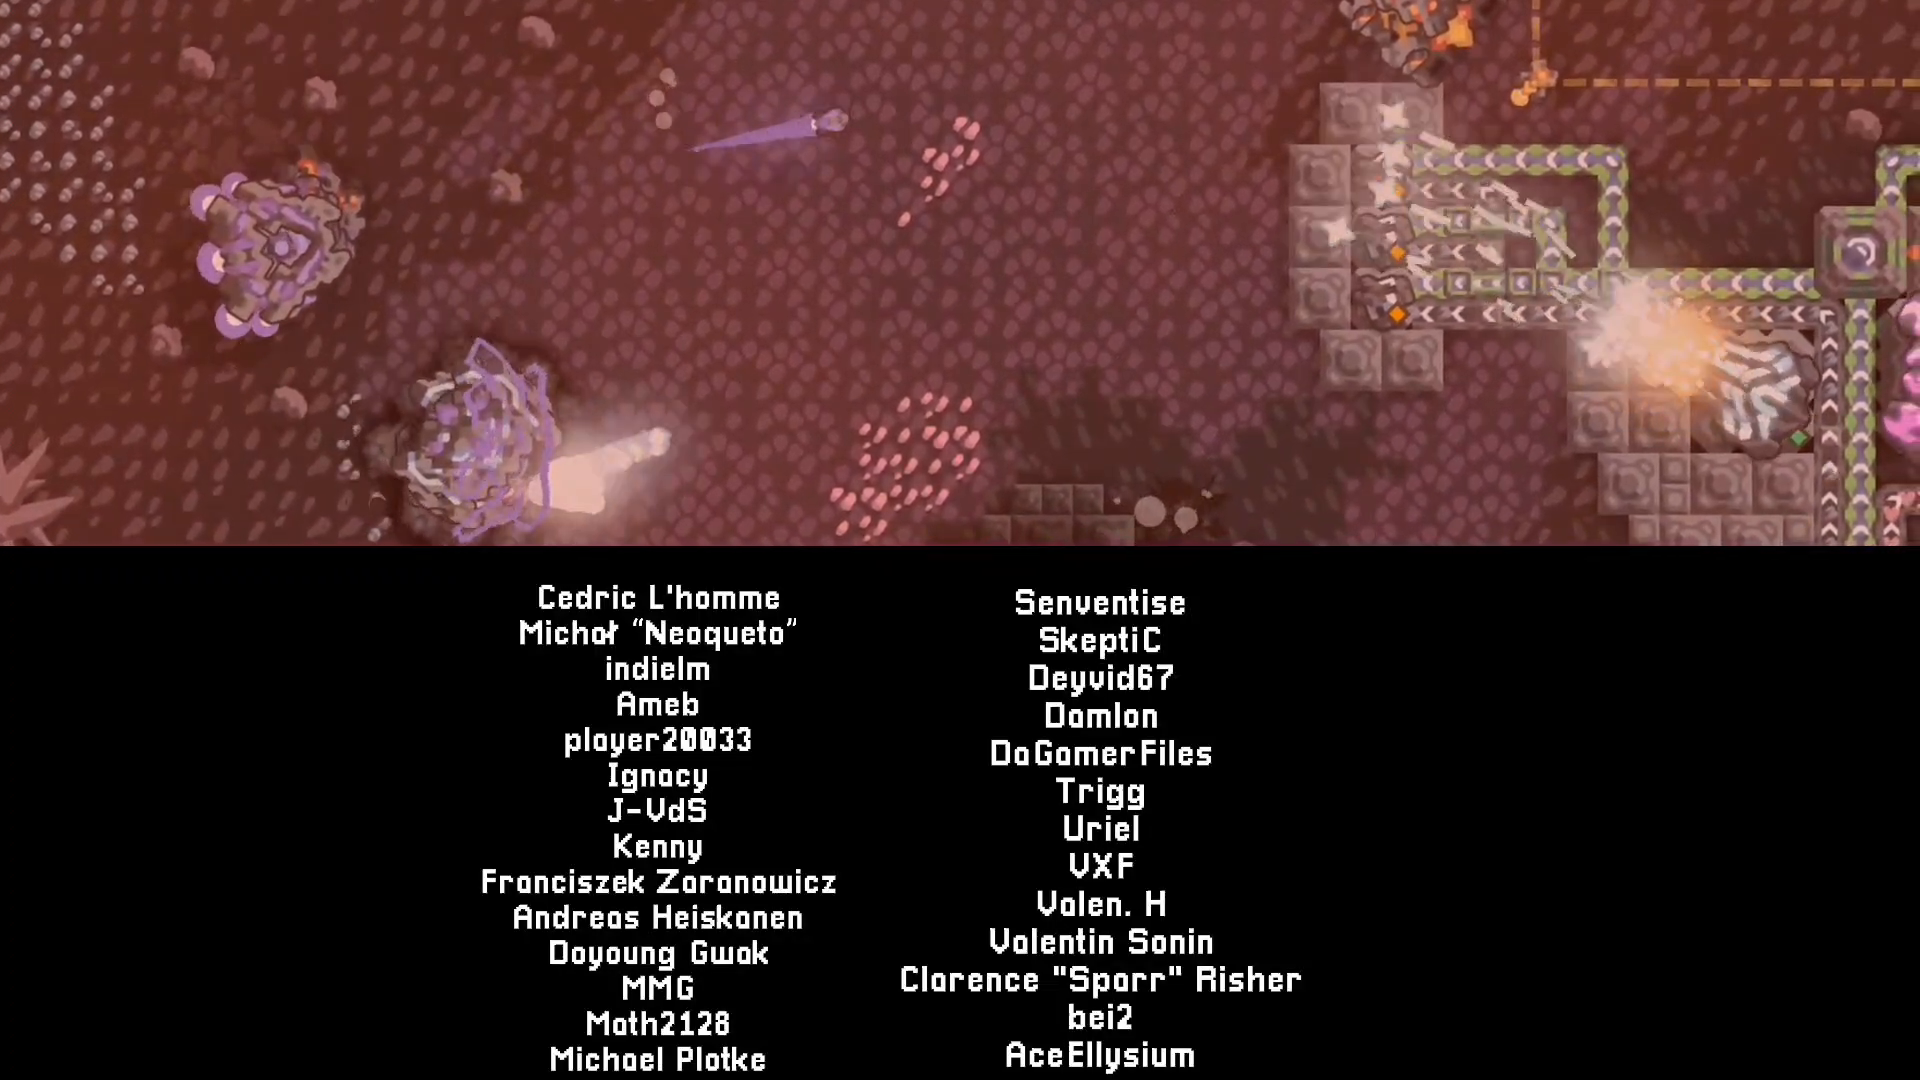 Cedric L'homme
Michał “Neoqueto”
indielm
Ameb
player20033
Ignacy
J-VdS
Kenny
Franciszek Zaranowicz
Andreas Heiskanen
Doyoung Gwak
MMG
Math2128
Michael Plotke
Senventise
SkeptiC
Deyvid67
Damlon
DaGamerFiles
Trigg
Uriel
VXF
Valen. H
Valentin Sonin
Clarence "Sparr" Risher
bei2
AceEllysium